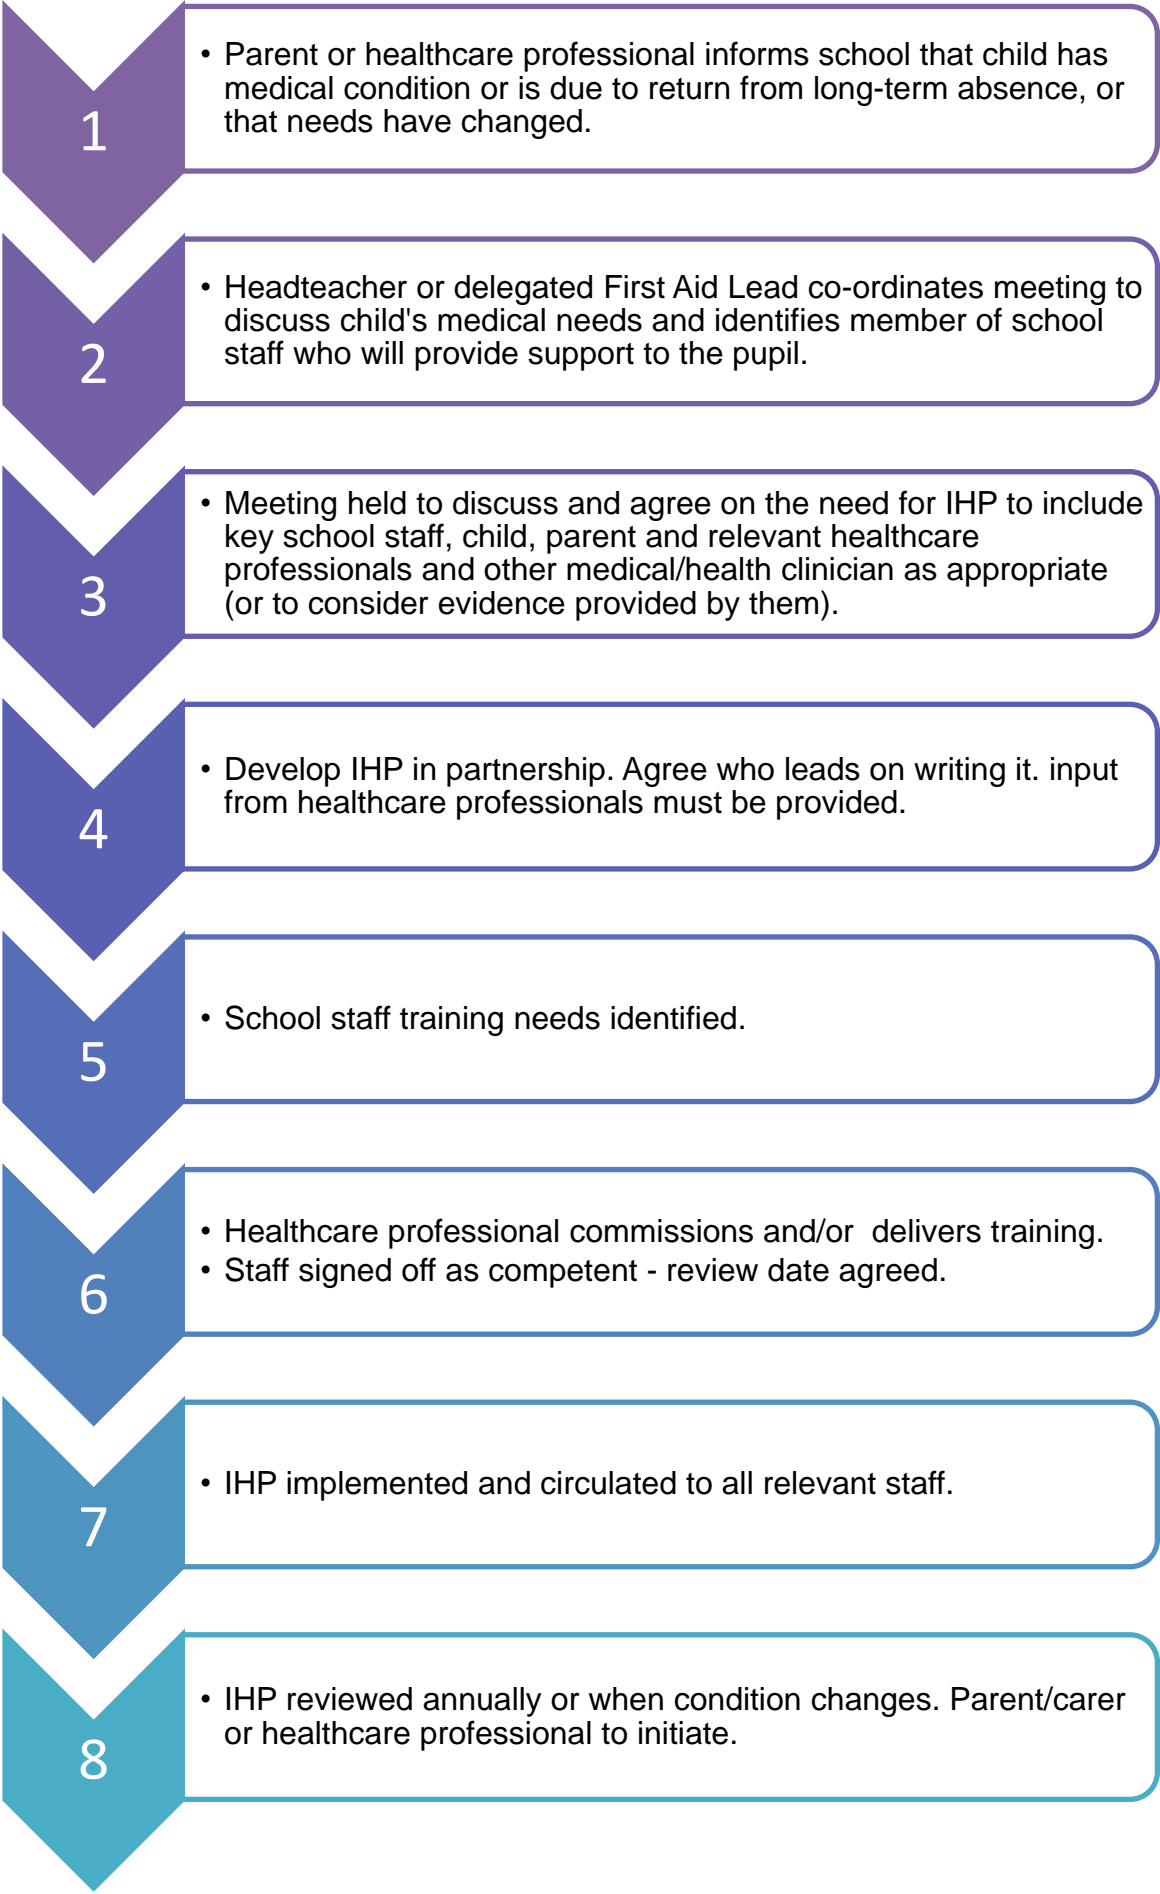 1
• Parent or healthcare professional informs school that child has
medical condition or is due to return from long-term absence, or
that needs have changed.
2
• Headteacher or delegated First Aid Lead co-ordinates meeting to
discuss child's medical needs and identifies member of school
staff who will provide support to the pupil.
3
• Meeting held to discuss and agree on the need for IHP to include
key school staff, child, parent and relevant healthcare
professionals and other medical/health clinician as appropriate
(or to consider evidence provided by them).
4
• Develop IHP in partnership. Agree who leads on writing it. input
from healthcare professionals must be provided.
5
• School staff training needs identified.
6
• Healthcare professional commissions and/or  delivers training.
• Staff signed off as competent - review date agreed.
7
• IHP implemented and circulated to all relevant staff.
8
• IHP reviewed annually or when condition changes. Parent/carer
or healthcare professional to initiate.